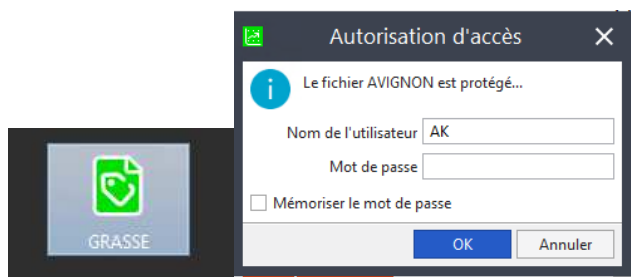 Autorisation d'accès
Le fichier AVIGNON est protégé...
Nom de l'utilisateur AK
Mot de passe
Mémoriser le mot de passe
OK Annuler
GRASSE